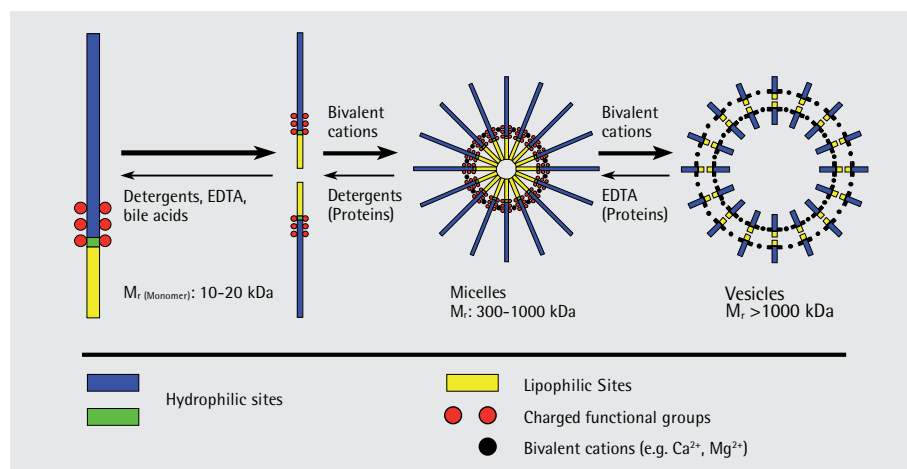 Bivalent
cations
Bivalent
cations
Detergents, EDTA,
bile acids
Detergents
(Proteins)
EDTA
(Proteins)
Mr (Monomer): 10-20 kDa
Micelles
Mr: 300-1000 kDa
Vesicles
Mr >1000 kDa
Hydrophilic sites
Lipophilic Sites
Charged functional groups
Bivalent cations (e.g. Ca²⁺, Mg²⁺)